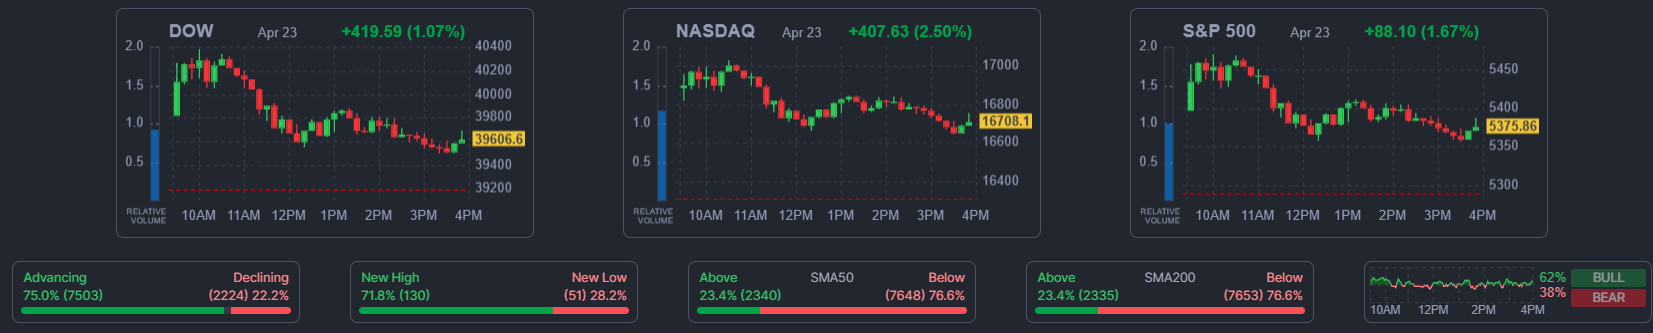 DOW Apr 23 +419.59 (1.07%)
2.0
1.5
1.0
0.5
40400
40200
40000
39800
39606.6
39400
39200
RELATIVE
VOLUME
10AM 11AM 12PM 1PM 2PM 3PM 4PM
NASDAQ Apr 23 +407.63 (2.50%)
2.0
1.5
1.0
0.5
17000
16800
16708.1
16600
16400
RELATIVE
VOLUME
10AM 11AM 12PM 1PM 2PM 3PM 4PM
S&P 500 Apr 23 +88.10 (1.67%)
2.0
1.5
1.0
0.5
5450
5400
5375.86
5350
5300
RELATIVE
VOLUME
10AM 11AM 12PM 1PM 2PM 3PM 4PM
Advancing Declining
75.0% (7503) (2224) 22.2%
New High New Low
71.8% (130) (51) 28.2%
Above SMA50 Below
23.4% (2340) (7648) 76.6%
Above SMA200 Below
23.4% (2335) (7653) 76.6%
62% BULL
38% BEAR
10AM 12PM 2PM 4PM